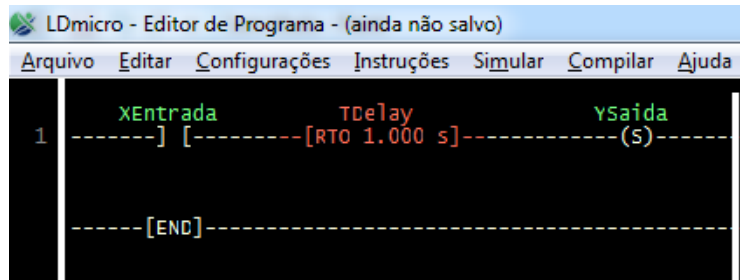 LDmicro - Editor de Programa - (ainda não salvo)
Arquivo Editar Configurações Instruções Simular Compilar Ajuda
XEntrada TDelay YSaida
1 -------] [----------[RTO 1.000 s]--------------(S)------
------[END]---------------------------------------------